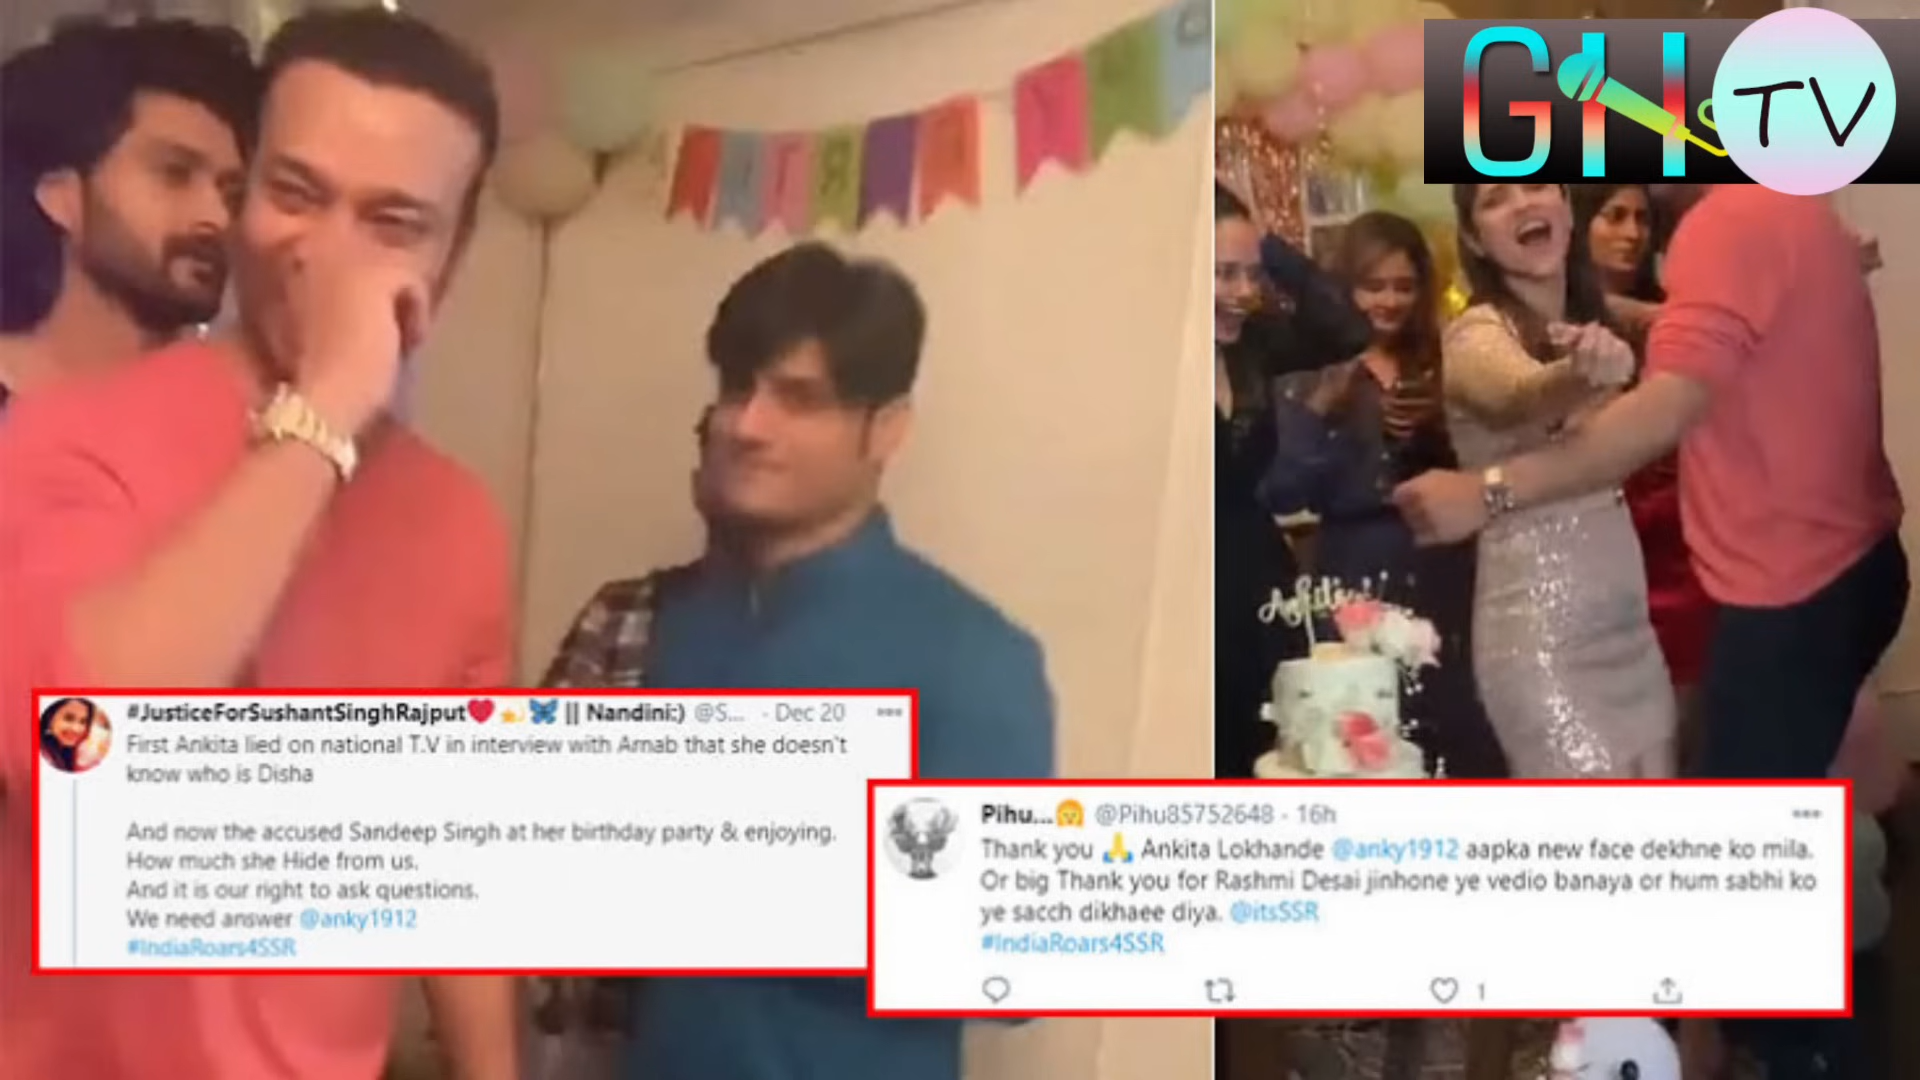 GH TV
#JusticeForSushantSinghRajput❤️💫🦋 || Nandini:) @S... · Dec 20
First Ankita lied on national T.V in interview with Arnab that she doesn't
know who is Disha
And now the accused Sandeep Singh at her birthday party & enjoying.
How much she Hide from us.
And it is our right to ask questions.
We need answer @anky1912
#IndiaRoars4SSR
Pihu... @Pihu85752648 · 16h
Thank you 🙏 Ankita Lokhande @anky1912 aapka new face dekhne ko mila.
Or big Thank you for Rashmi Desai jinhone ye vedio banaya or hum sabhi ko
ye sacch dikhaee diya. @itsSSR
#IndiaRoars4SSR
1